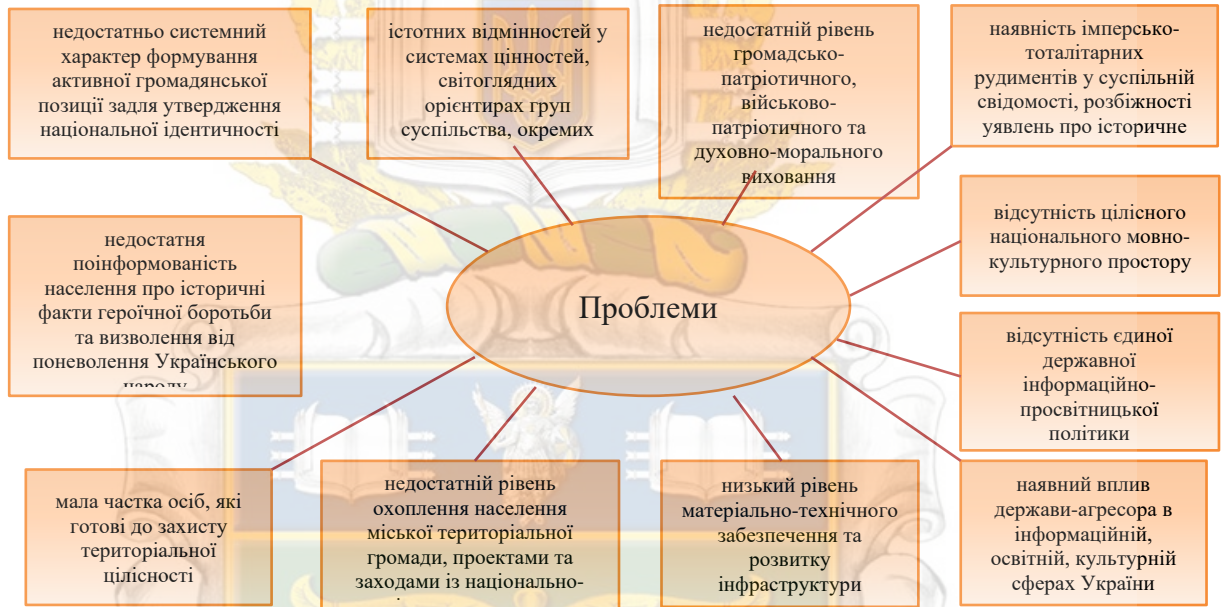 недостатньо системний
характер формування
активної громадянської
позиції задля утвердження
національної ідентичності
істотних відмінностей у
системах цінностей,
світоглядних
орієнтирах груп
суспільства, окремих
недостатній рівень
громадсько-
патріотичного,
військово-
патріотичного та
духовно-морального
виховання
наявність імперсько-
тоталітарних
рудиментів у суспільній
свідомості, розбіжності
уявлень про історичне
недостатня
поінформованість
населення про історичні
факти героїчної боротьби
та визволення від
поневолення Українського
народу
Проблеми
відсутність цілісного
національного мовно-
культурного простору
відсутність єдиної
державної
інформаційно-
просвітницької
політики
мала частка осіб, які
готові до захисту
територіальної
цілісності
недостатній рівень
охоплення населення
міської територіальної
громади, проектами та
заходами із національно-
низький рівень
матеріально-технічного
забезпечення та
розвитку
інфраструктури
наявний вплив
держави-агресора в
інформаційній,
освітній, культурній
сферах України